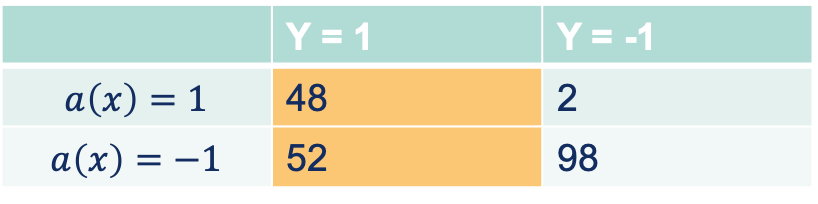 Y = 1 Y = -1
a(x) = 1 48 2
a(x) = −1 52 98